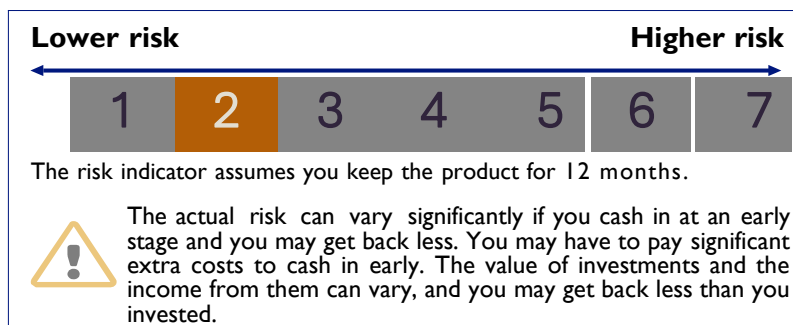 Lower risk Higher risk
1 2 3 4 5 6 7
The risk indicator assumes you keep the product for 12 months.
The actual risk can vary significantly if you cash in at an early
stage and you may get back less. You may have to pay significant
extra costs to cash in early. The value of investments and the
income from them can vary, and you may get back less than you
invested.